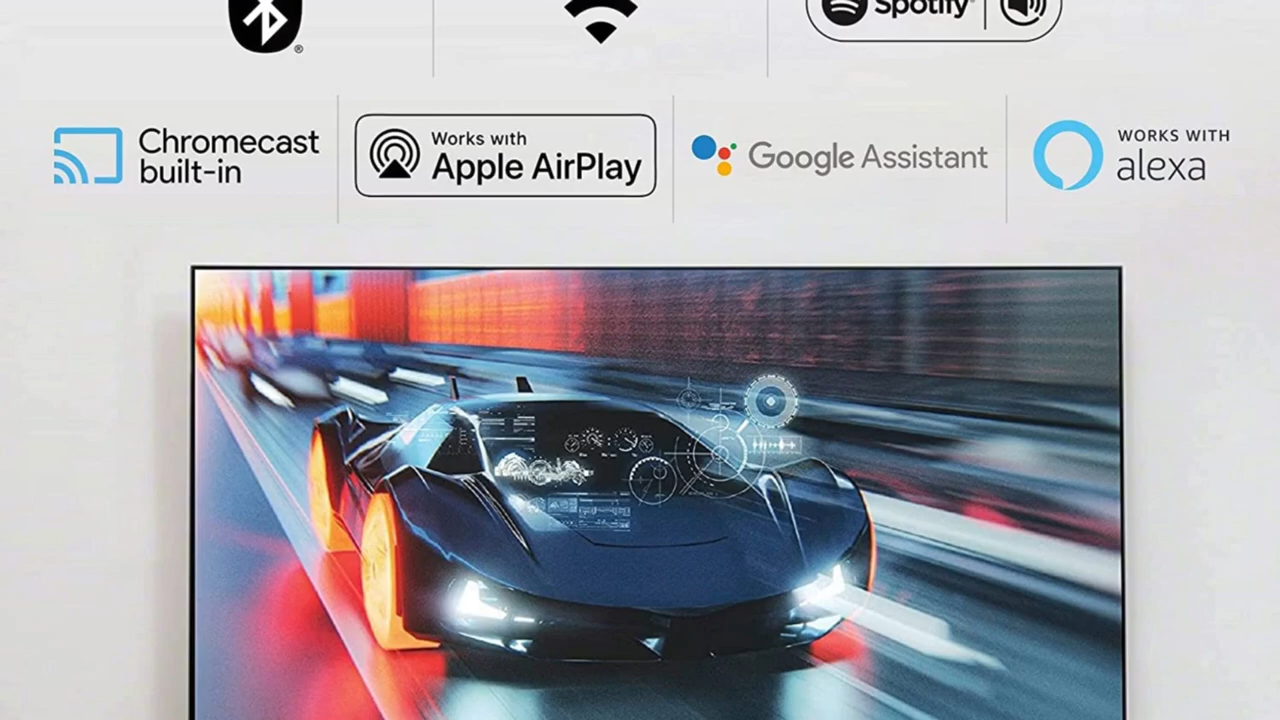 ®
Spotify®
Chromecast
built-in
Works with
Apple AirPlay
Google Assistant
WORKS WITH
alexa